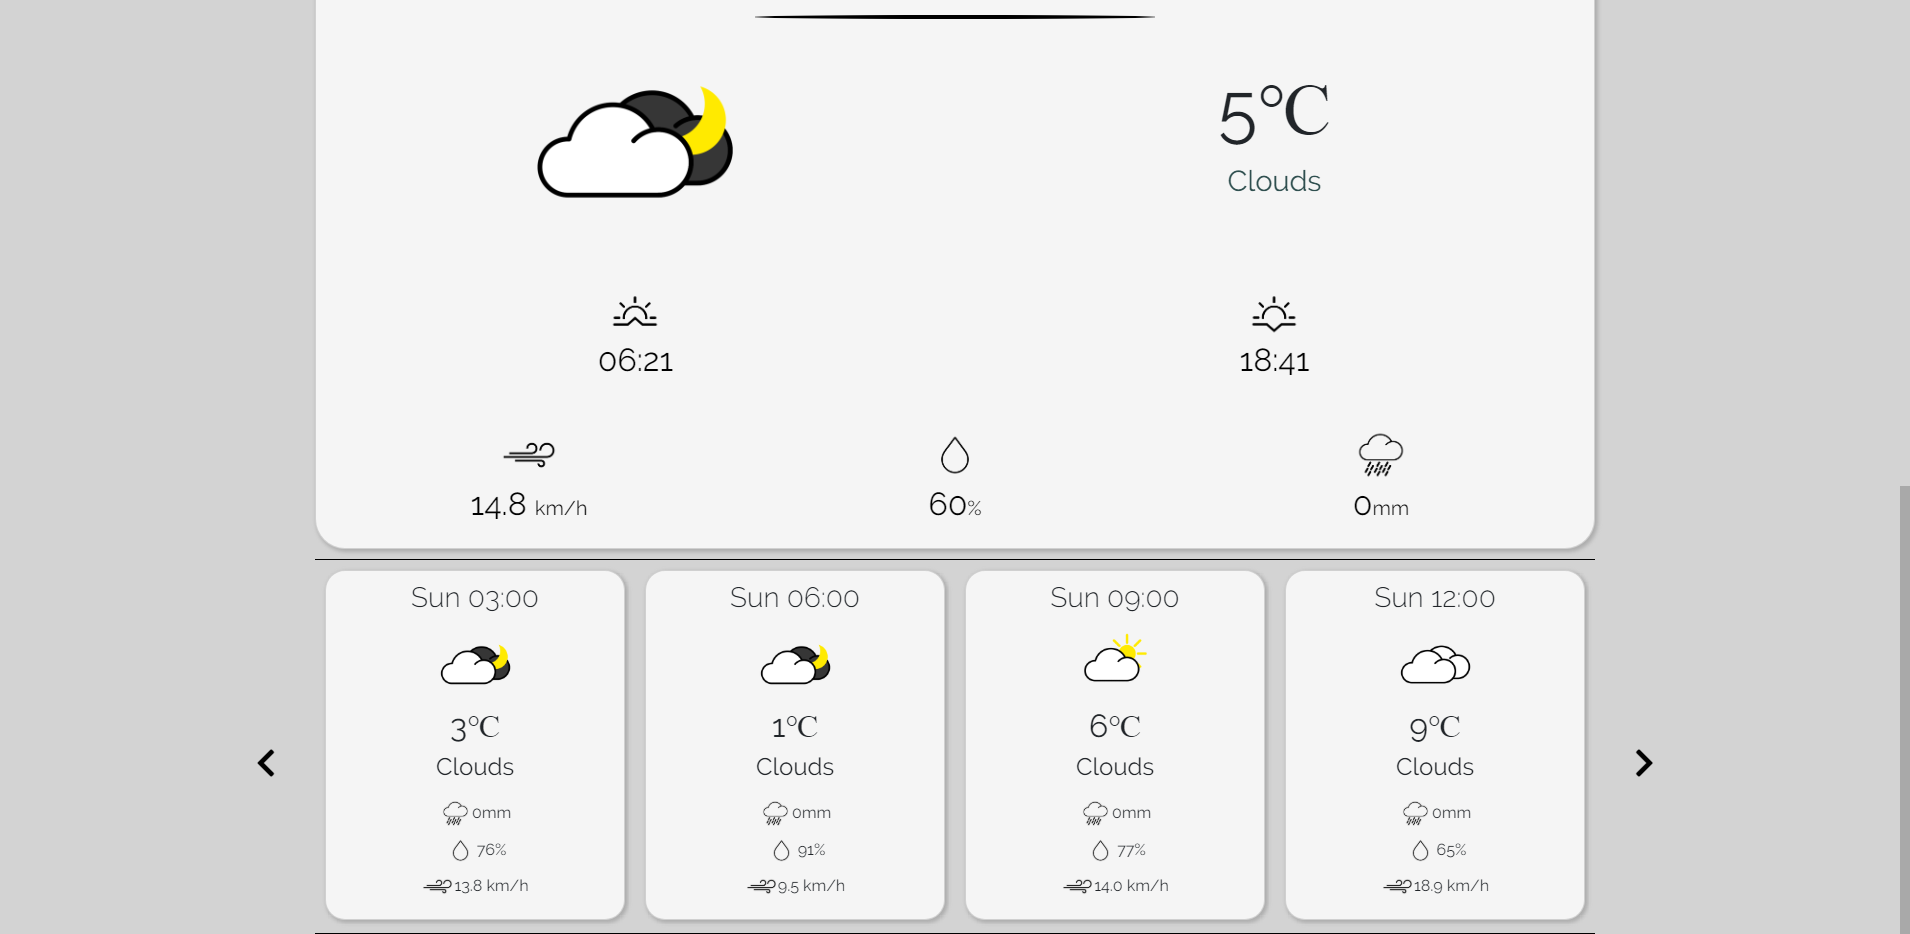 5°C
Clouds
06:21 18:41
14.8 km/h 60% 0mm
Sun 03:00
3°C
Clouds
0mm
76%
13.8 km/h
Sun 06:00
1°C
Clouds
0mm
91%
9.5 km/h
Sun 09:00
6°C
Clouds
0mm
77%
14.0 km/h
Sun 12:00
9°C
Clouds
0mm
65%
18.9 km/h